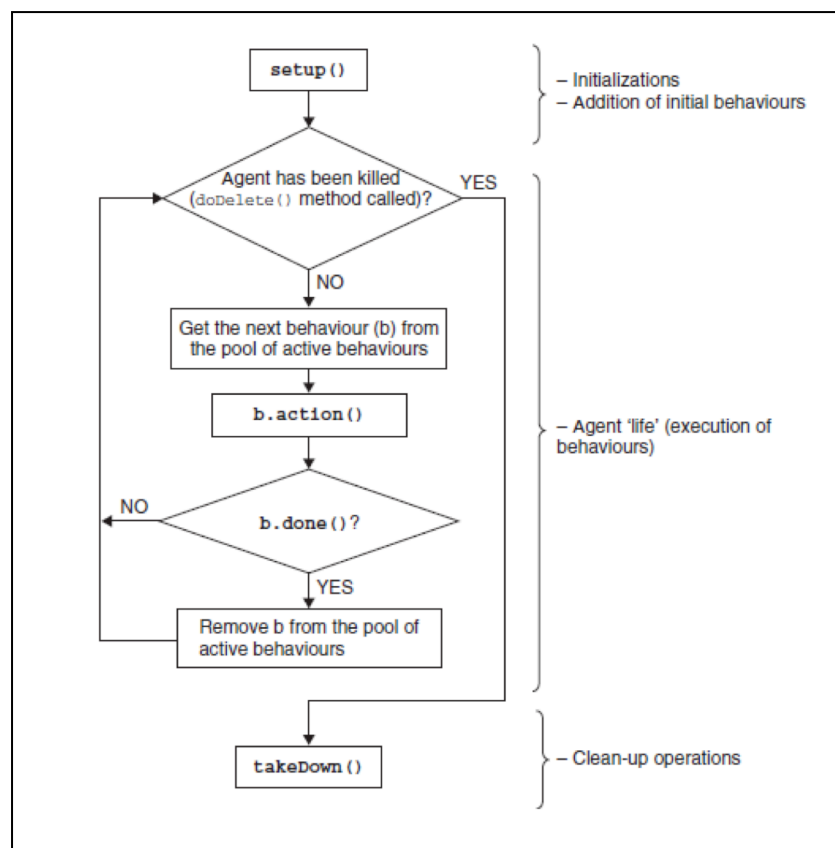 setup()
– Initializations
– Addition of initial behaviours
Agent has been killed
(doDelete() method called)?
YES
NO
Get the next behaviour (b) from
the pool of active behaviours
b.action()
– Agent ‘life’ (execution of
behaviours)
NO
b.done()?
YES
Remove b from the pool of
active behaviours
takeDown()
– Clean-up operations